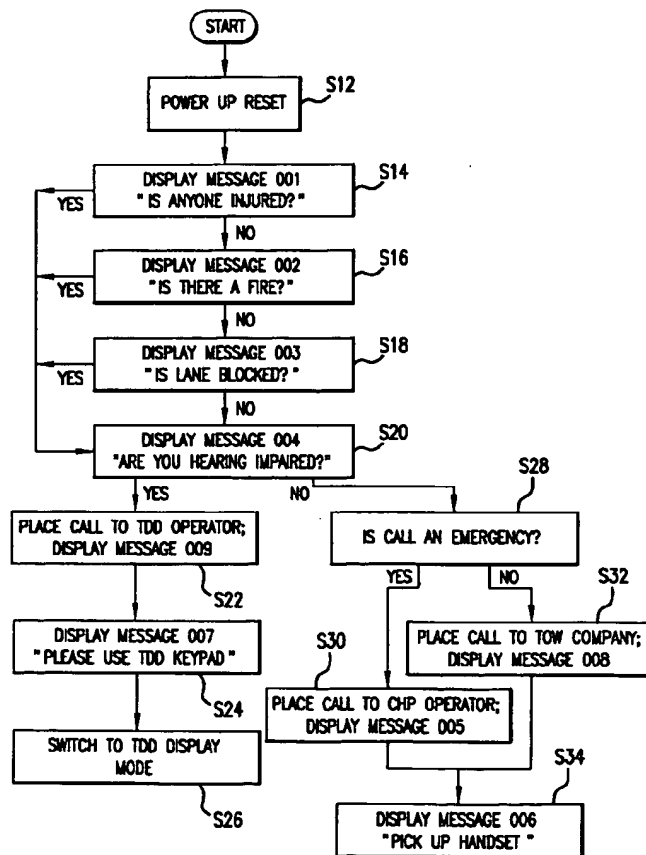 START
S12
POWER UP RESET
S14
DISPLAY MESSAGE 001
" IS ANYONE INJURED?"
YES
NO
S16
DISPLAY MESSAGE 002
"IS THERE A FIRE?"
YES
NO
S18
DISPLAY MESSAGE 003
"IS LANE BLOCKED?"
YES
NO
S20
DISPLAY MESSAGE 004
"ARE YOU HEARING IMPAIRED?"
YES
NO
S28
PLACE CALL TO TDD OPERATOR;
DISPLAY MESSAGE 009
S22
IS CALL AN EMERGENCY?
YES
NO
S32
DISPLAY MESSAGE 007
"PLEASE USE TDD KEYPAD"
S24
PLACE CALL TO TOW COMPANY;
DISPLAY MESSAGE 008
S30
PLACE CALL TO CHP OPERATOR;
DISPLAY MESSAGE 005
SWITCH TO TDD DISPLAY
MODE
S26
S34
DISPLAY MESSAGE 006
"PICK UP HANDSET "